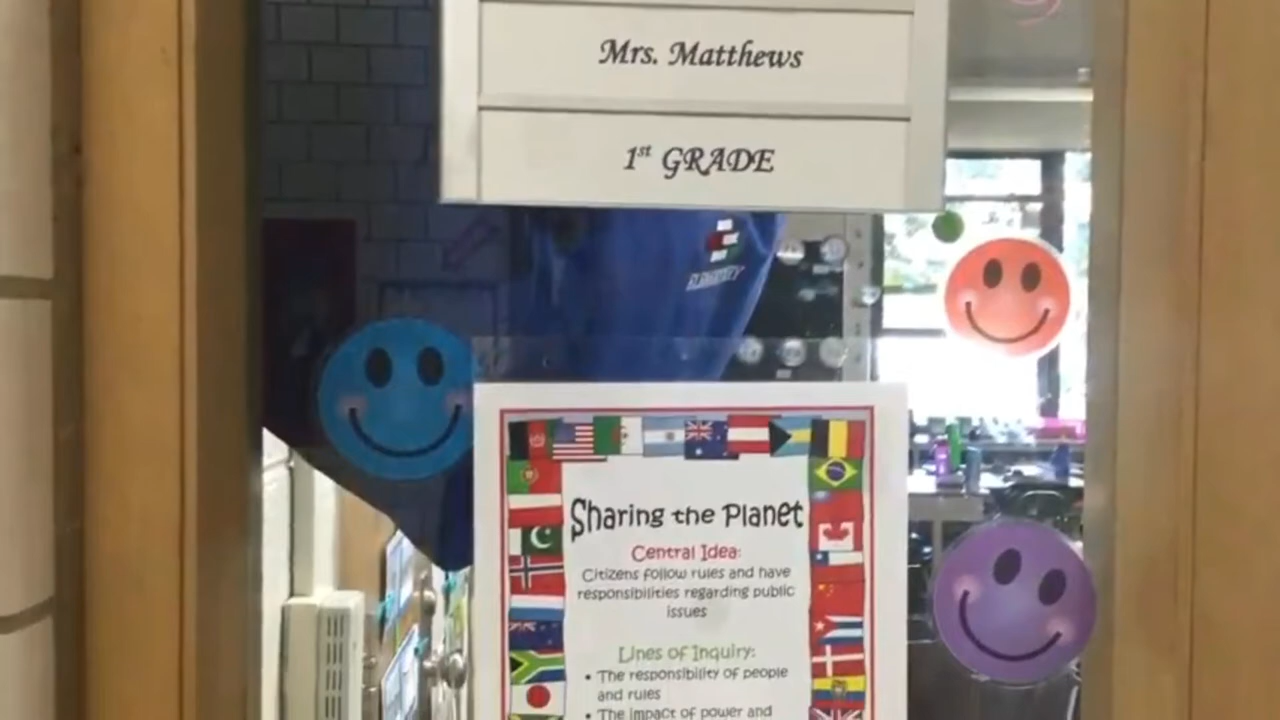 Mrs. Matthews
1st GRADE
Sharing the Planet
Central Idea:
Citizens follow rules and have
responsibilities regarding public
issues
Lines of Inquiry:
• The responsibility of people
and rules
• The impact of power and